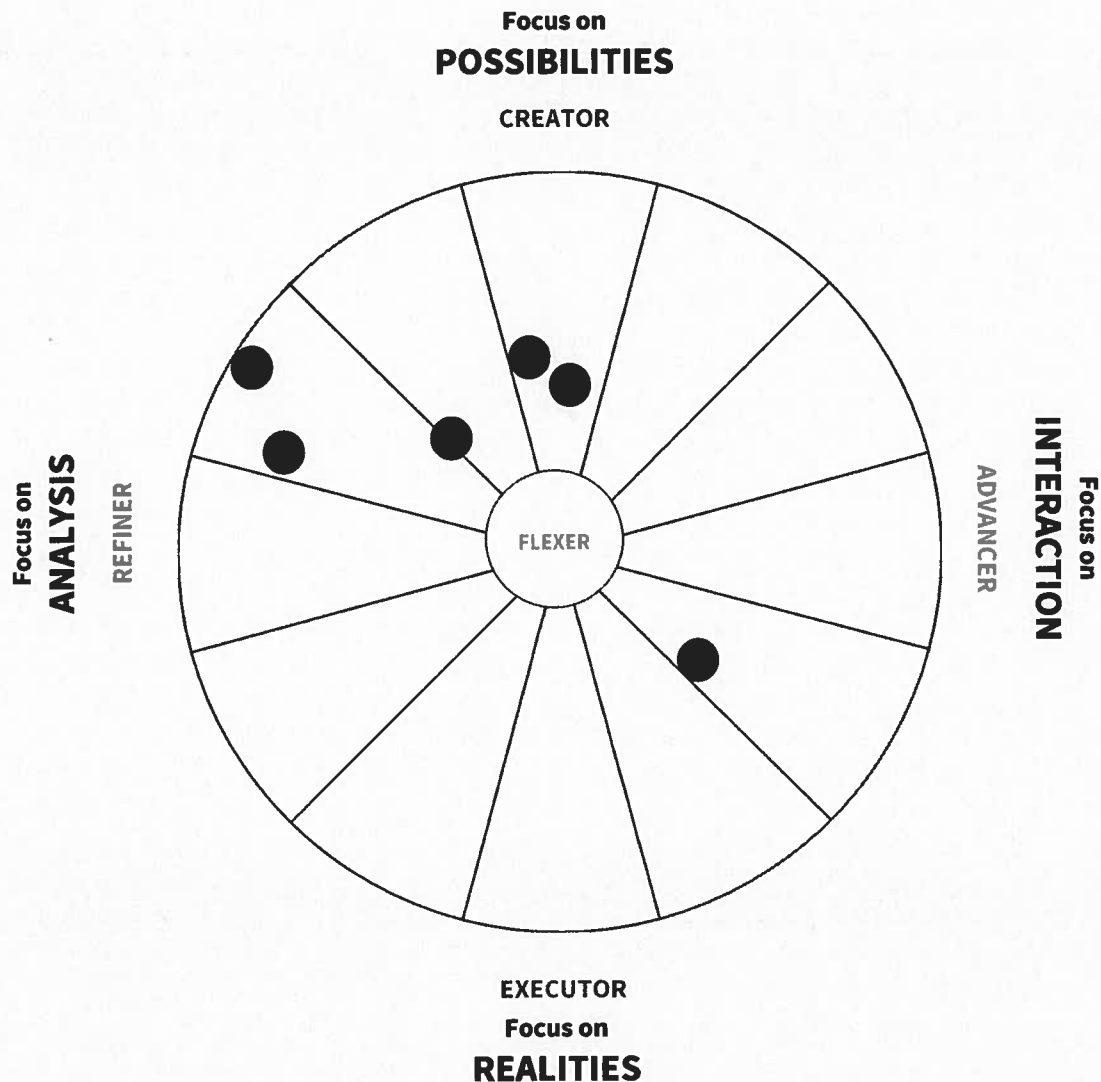 Focus on
POSSIBILITIES
CREATOR
Focus on
ANALYSIS
REFINER
FLEXER
ADVANCER
INTERACTION
Focus on
EXECUTOR
Focus on
REALITIES